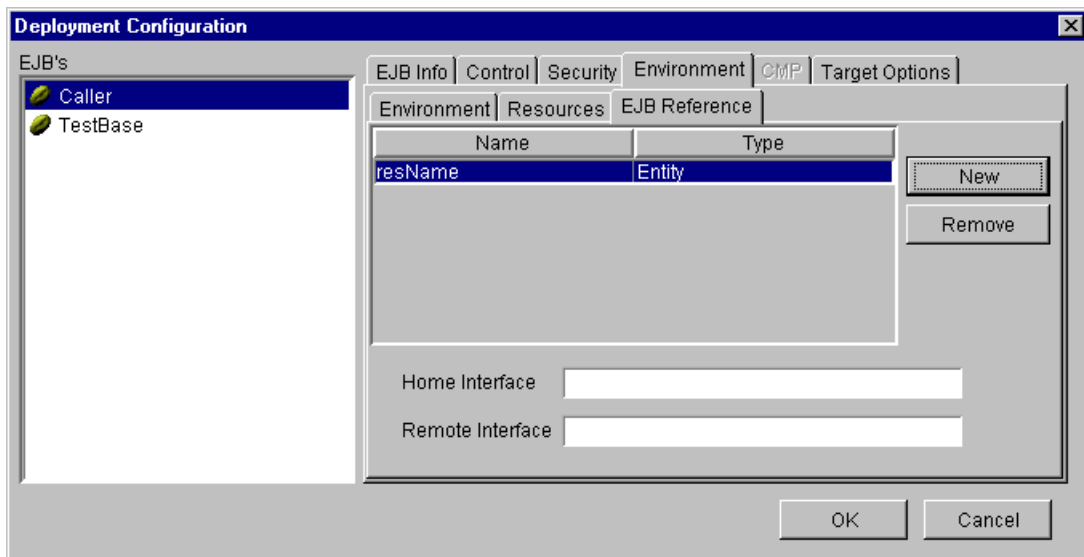 Deployment Configuration
EJB's
Caller
TestBase
EJB Info Control Security Environment CMP Target Options
Environment Resources EJB Reference
Name Type
resName Entity
New
Remove
Home Interface
Remote Interface
OK Cancel